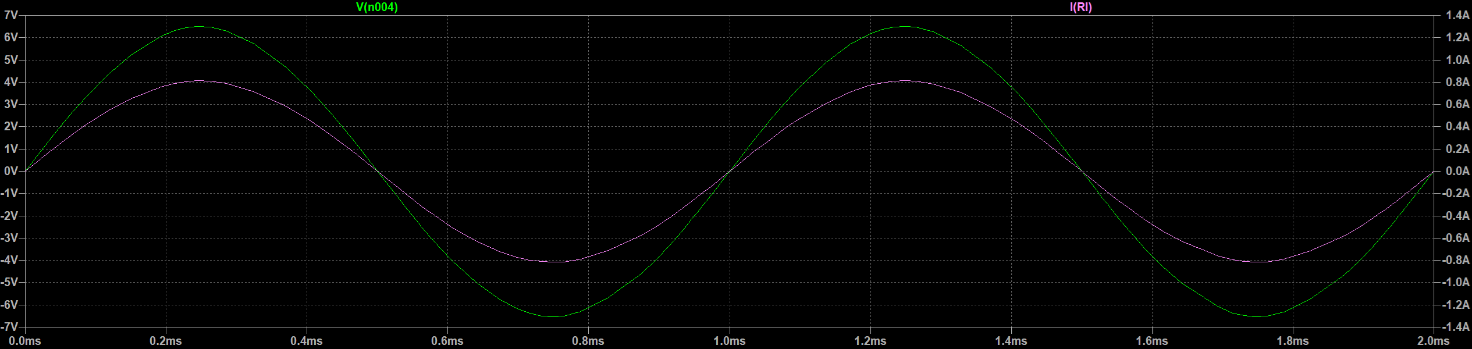 V(n004) I(Rl)
7V 1.4A
6V 1.2A
5V 1.0A
4V 0.8A
3V 0.6A
2V 0.4A
1V 0.2A
0V 0.0A
-1V -0.2A
-2V -0.4A
-3V -0.6A
-4V -0.8A
-5V -1.0A
-6V -1.2A
-7V -1.4A
0.0ms 0.2ms 0.4ms 0.6ms 0.8ms 1.0ms 1.2ms 1.4ms 1.6ms 1.8ms 2.0ms